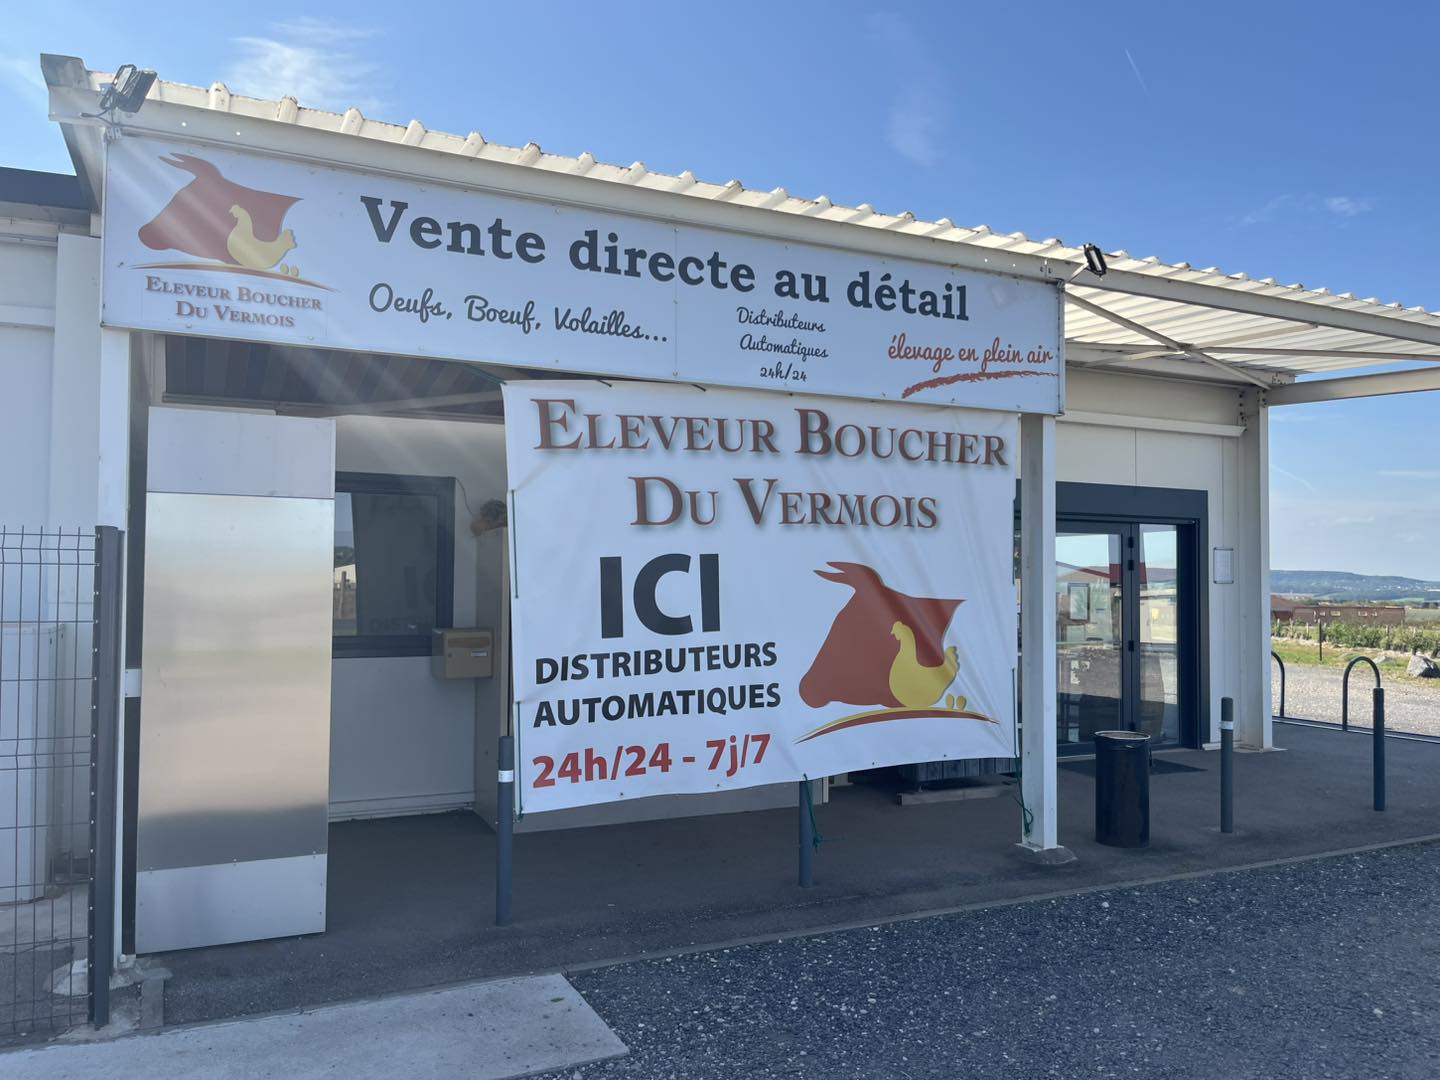 Vente directe au détail
Oeufs, Boeuf, Volailles...
Distributeurs
Automatiques
24h/24
élevage en plein air
ELEVEUR BOUCHER
DU VERMOIS
ELEVEUR BOUCHER
DU VERMOIS
ICI
DISTRIBUTEURS
AUTOMATIQUES
24h/24 - 7j/7